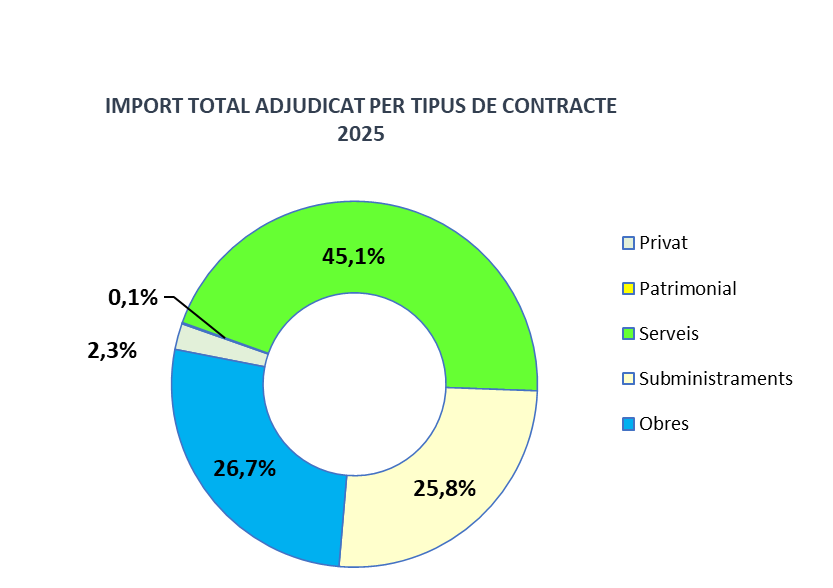 IMPORT TOTAL ADJUDICAT PER TIPUS DE CONTRACTE
2025
45,1%
0,1%
2,3%
26,7%
25,8%
Privat
Patrimonial
Serveis
Subministraments
Obres